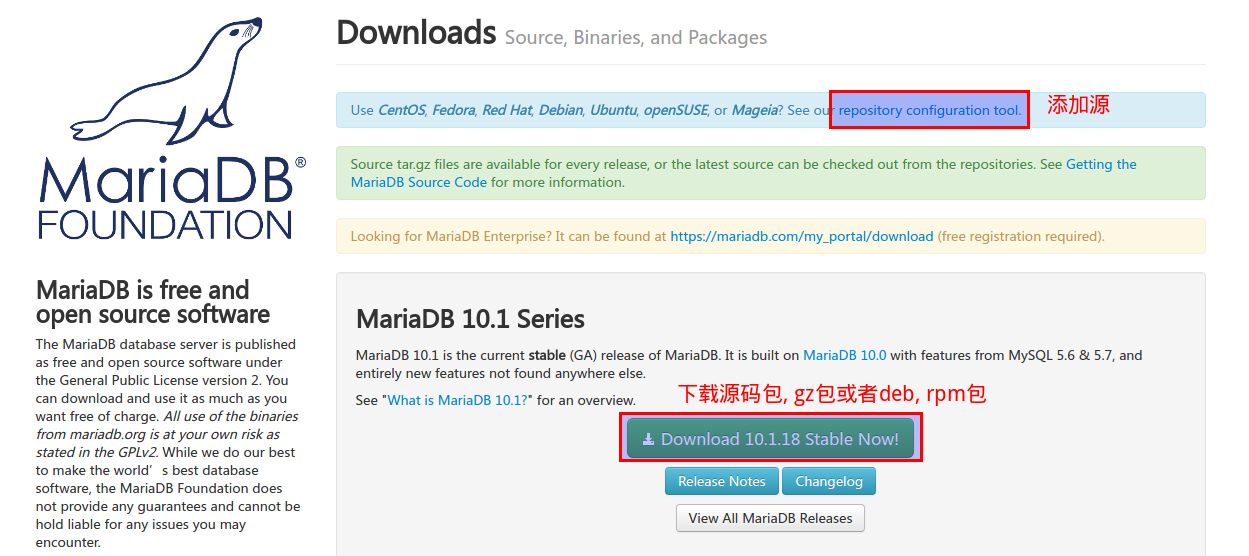 MariaDB®
FOUNDATION
MariaDB is free and
open source software
The MariaDB database server is published
as free and open source software under
the General Public License version 2. You
can download and use it as much as you
want free of charge. All use of the binaries
from mariadb.org is at your own risk as
stated in the GPLv2. While we do our best
to make the world’s best database
software, the MariaDB Foundation does
not provide any guarantees and cannot be
hold liable for any issues you may
encounter.
Downloads Source, Binaries, and Packages
Use CentOS, Fedora, Red Hat, Debian, Ubuntu, openSUSE, or Mageia? See our repository configuration tool. 添加源
Source tar.gz files are available for every release, or the latest source can be checked out from the repositories. See Getting the
MariaDB Source Code for more information.
Looking for MariaDB Enterprise? It can be found at https://mariadb.com/my_portal/download (free registration required).
MariaDB 10.1 Series
MariaDB 10.1 is the current stable (GA) release of MariaDB. It is built on MariaDB 10.0 with features from MySQL 5.6 & 5.7, and
entirely new features not found anywhere else.
See "What is MariaDB 10.1?" for an overview.
下载源码包, gz包或者deb, rpm包
Download 10.1.18 Stable Now!
Release Notes Changelog
View All MariaDB Releases